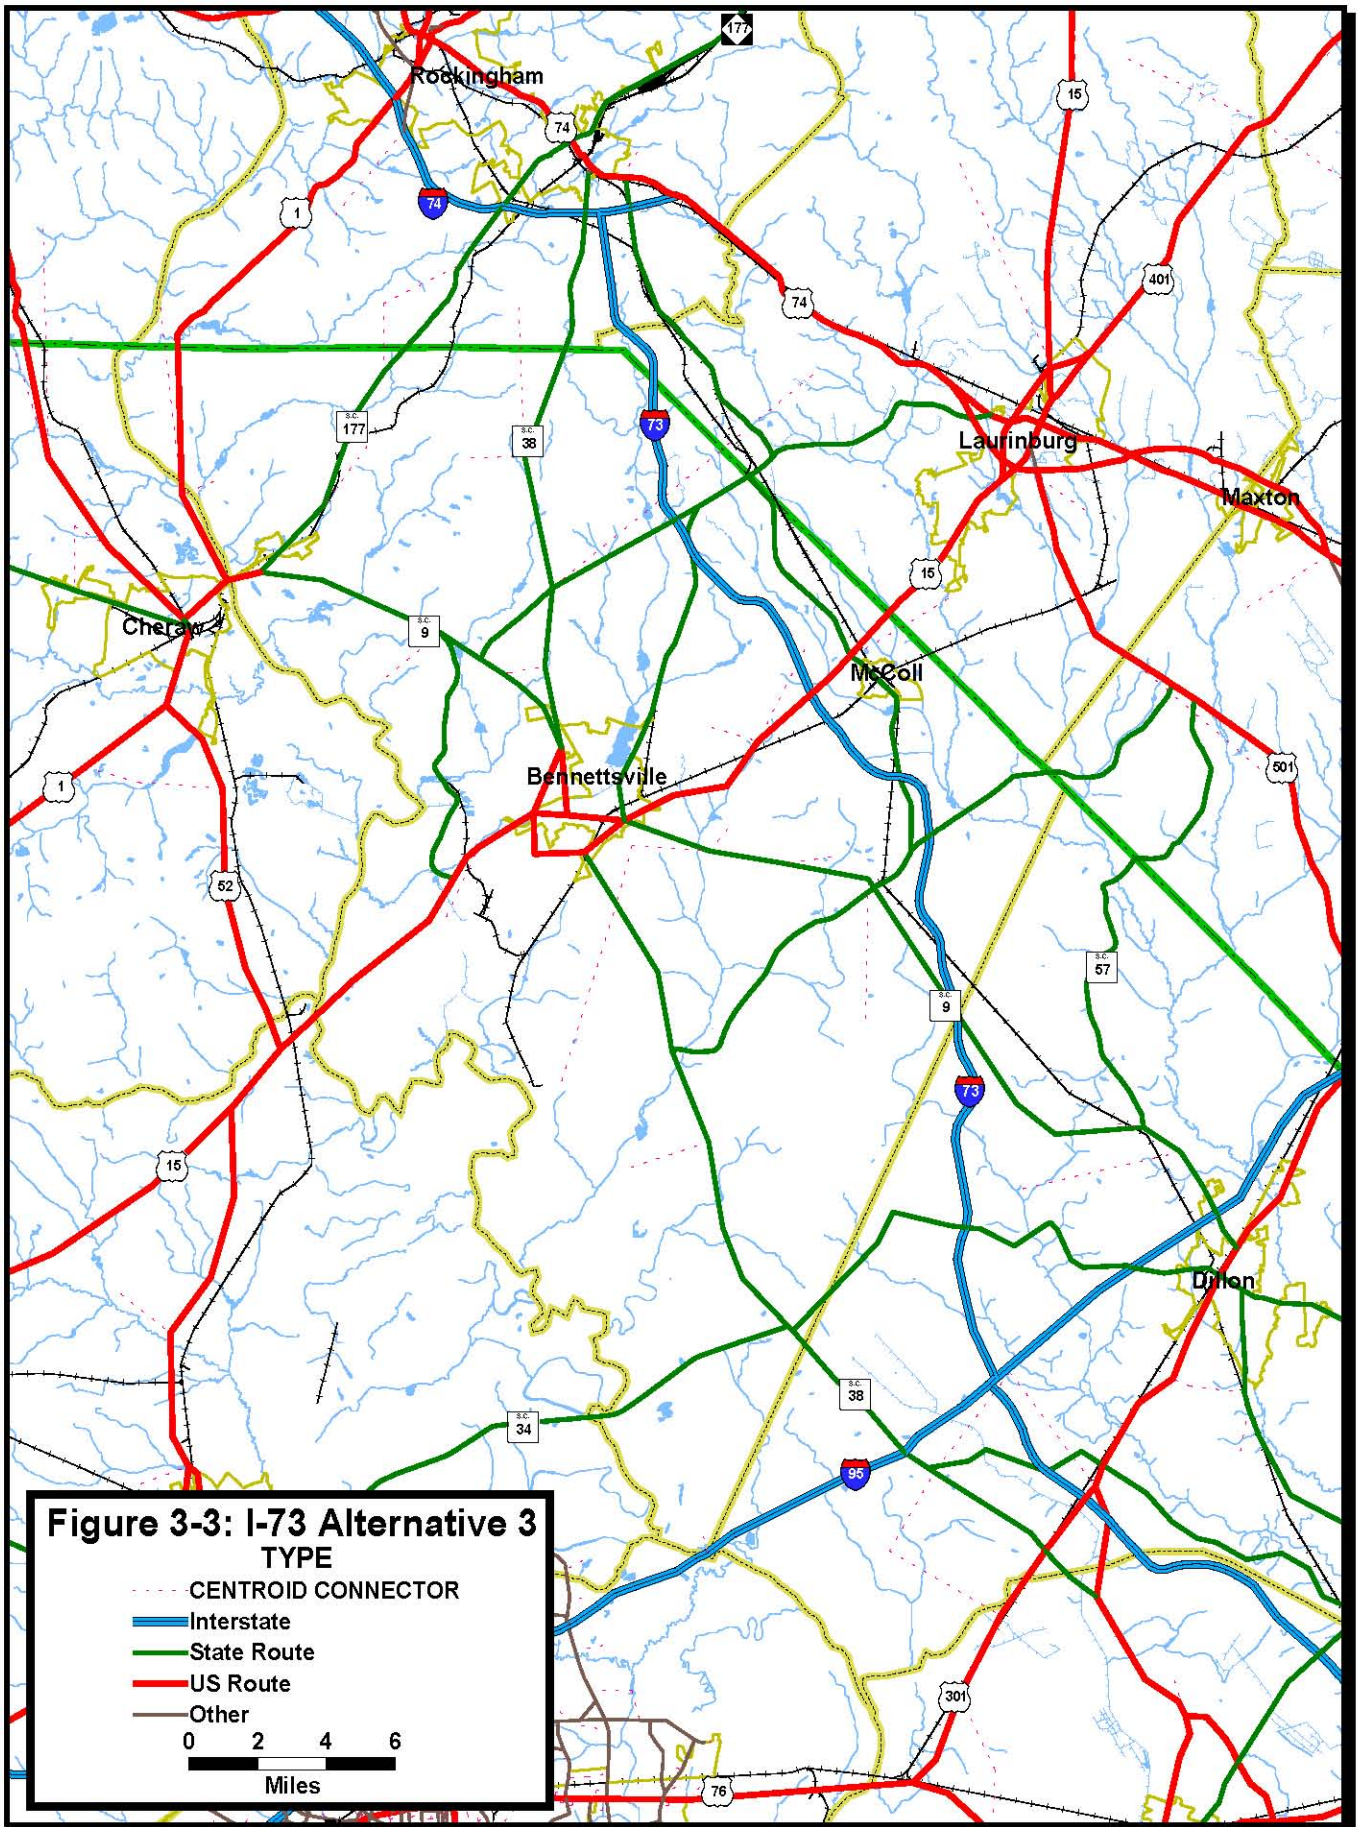 177
Rockingham
15
74
1
74
401
74
S.C.
177
S.C.
38
73
Laurinburg
Maxton
15
Cheraw
S.C.
9
McColl
1
Bennettsville
501
52
S.C.
57
S.C.
9
73
15
Dillon
S.C.
38
S.C.
34
95
Figure 3-3: I-73 Alternative 3
TYPE
CENTROID CONNECTOR
Interstate
State Route
US Route
Other
0 2 4 6
Miles
301
76